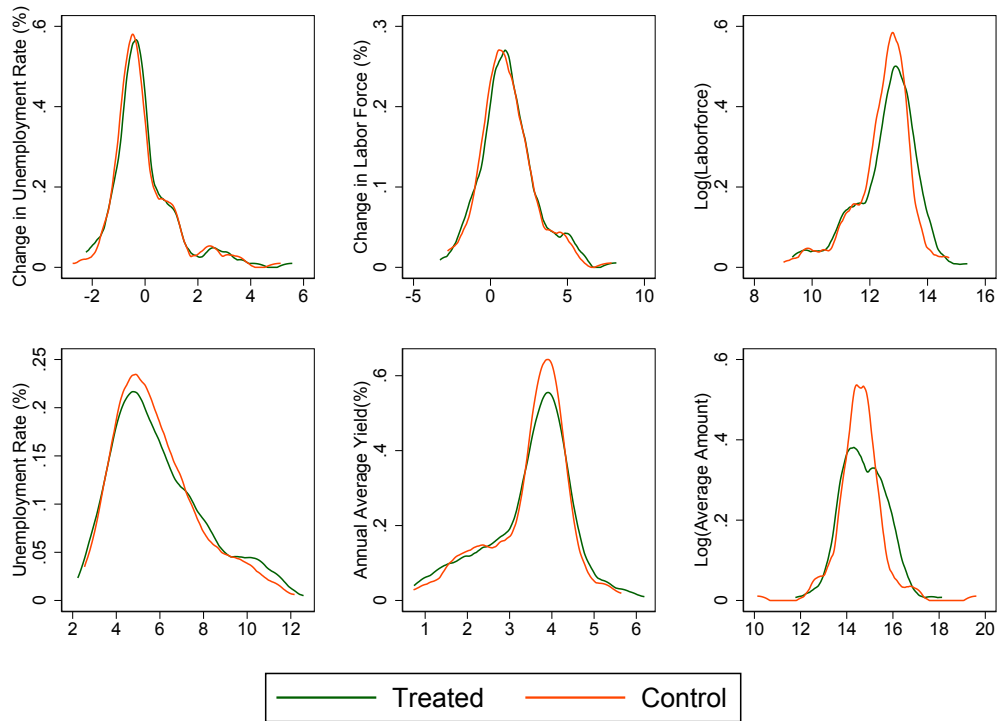 Change in Unemployment Rate (%)
0 .2 .4 .6
-2 0 2 4 6
Change in Labor Force (%)
0 .1 .2 .3
-5 0 5 10
Log(Laborforce)
0 .2 .4 .6
8 10 12 14 16
Unemployment Rate (%)
0 .05 .1 .15 .2 .25
2 4 6 8 10 12
Annual Average Yield(%)
0 .2 .4 .6
1 2 3 4 5 6
Log(Average Amount)
0 .2 .4 .6
10 12 14 16 18 20
Treated Control